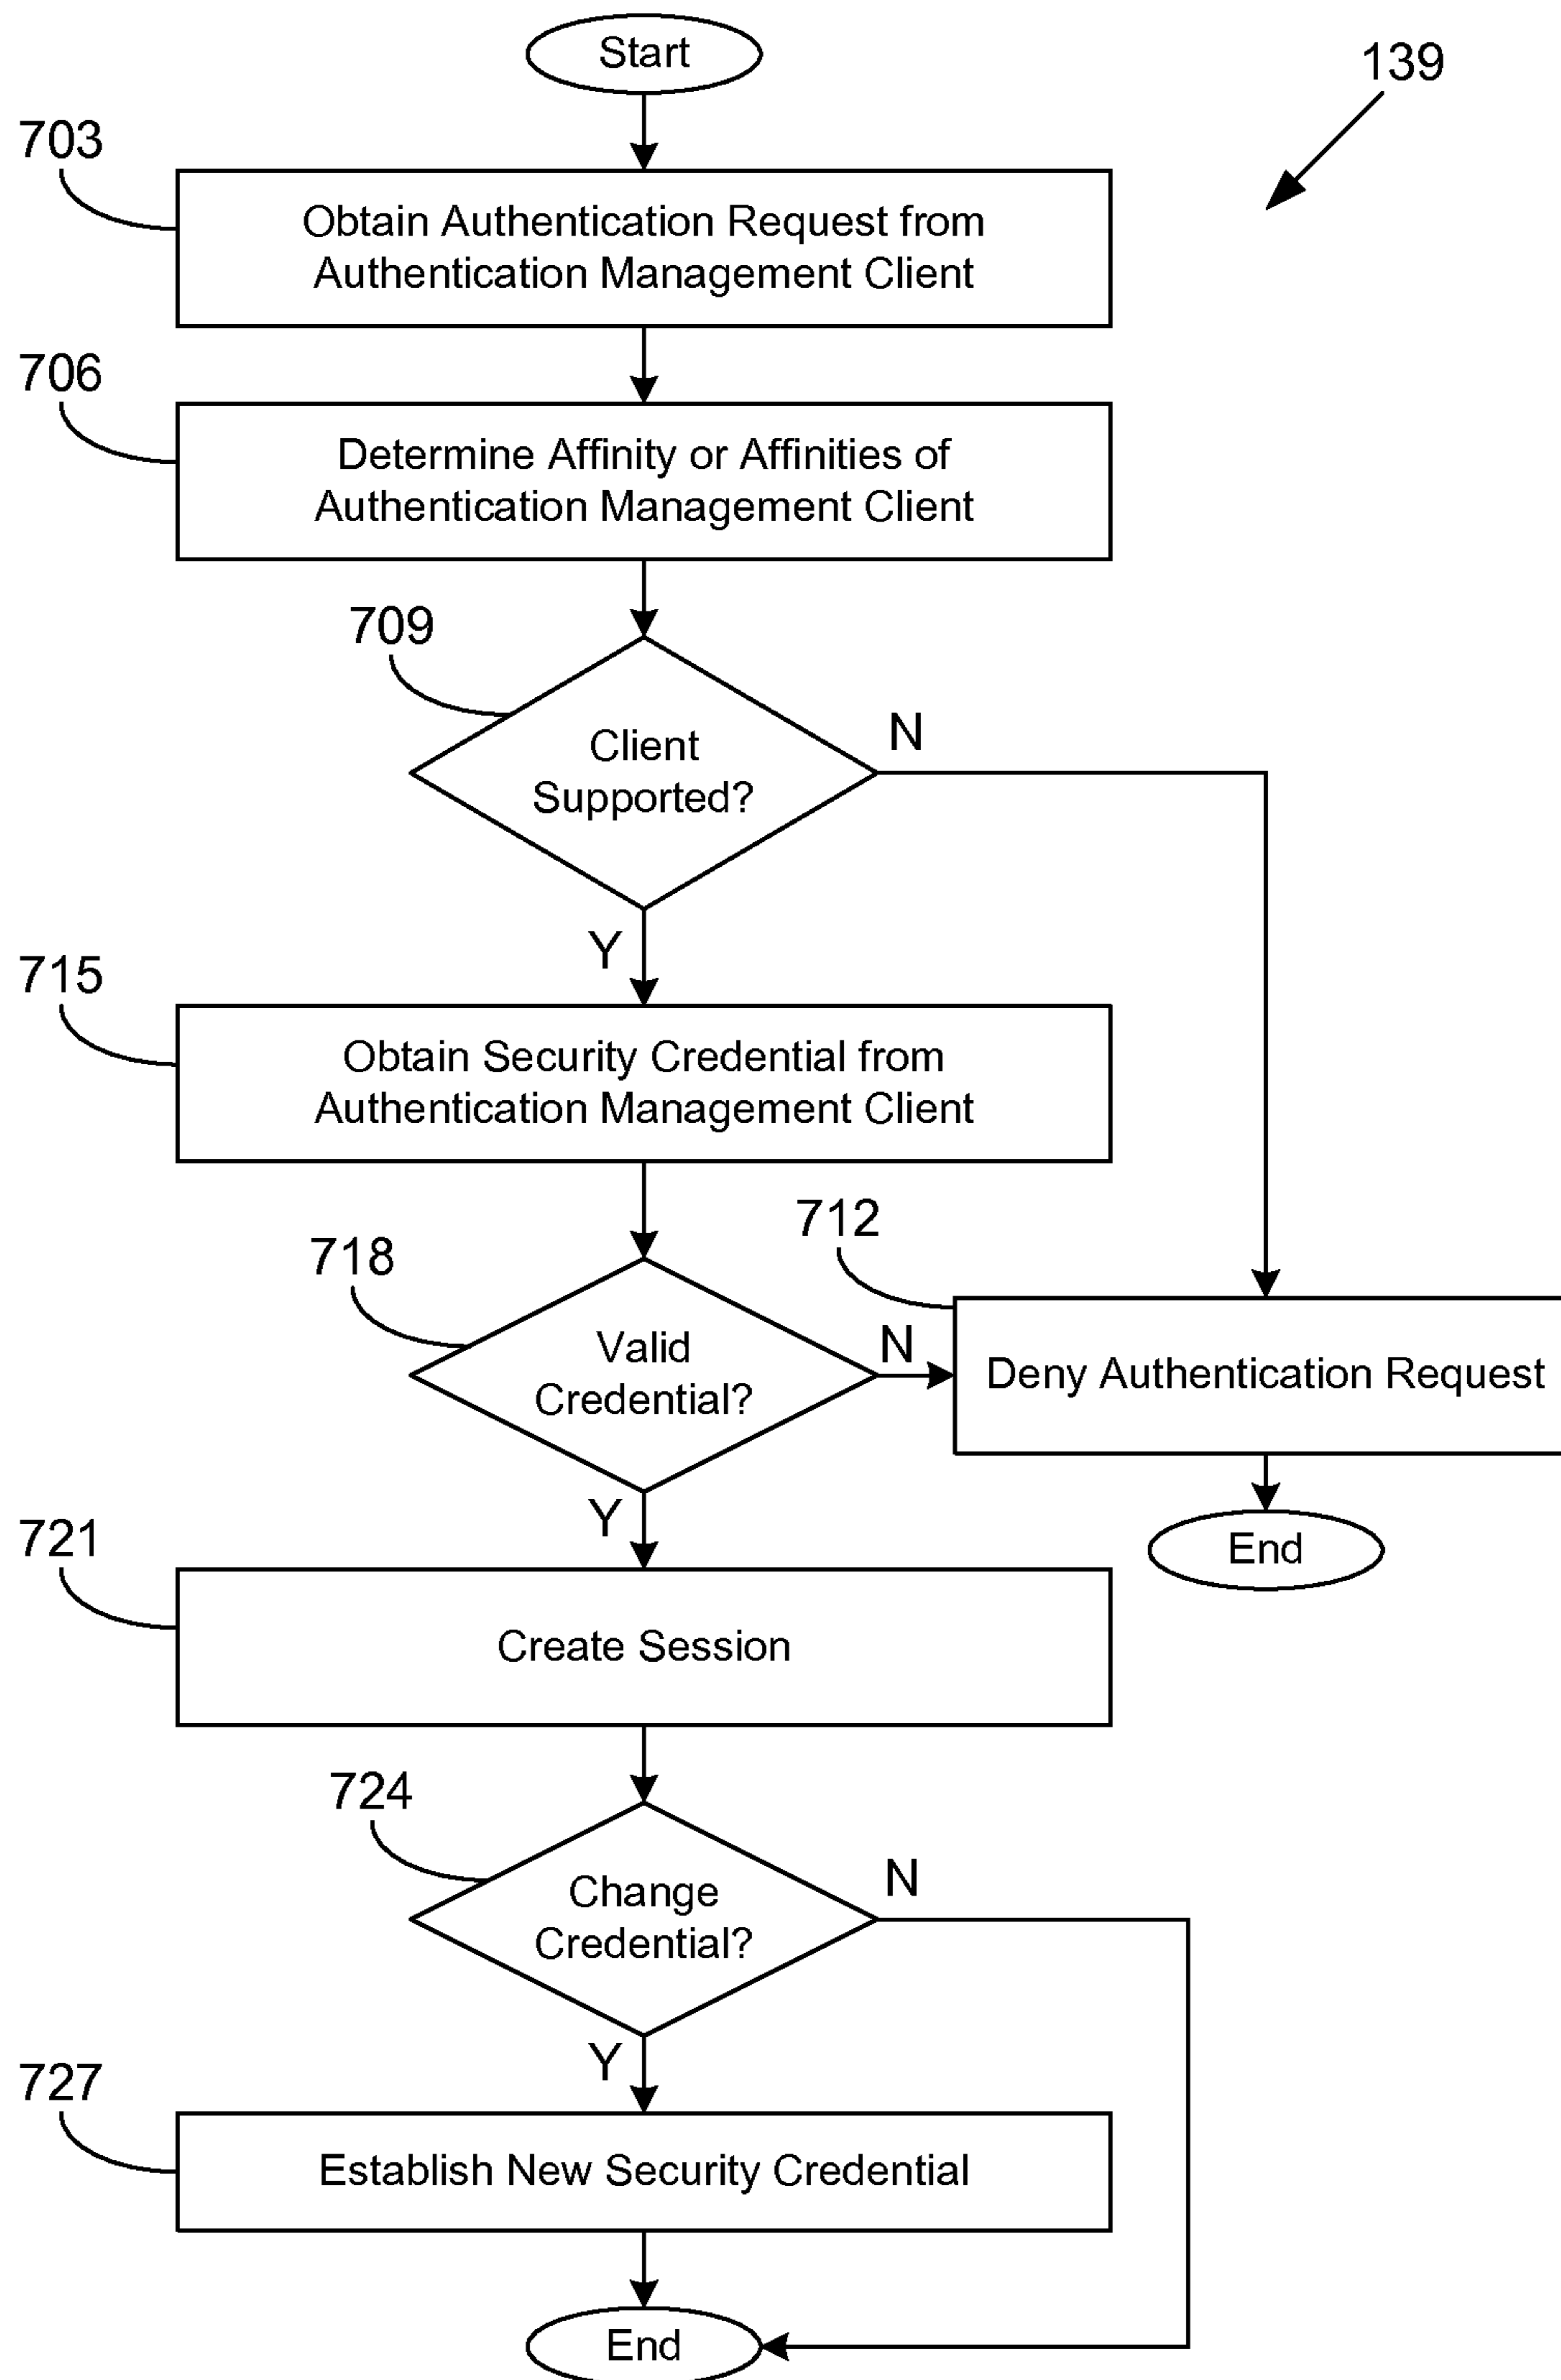 Start
139
703
Obtain Authentication Request from
Authentication Management Client
706
Determine Affinity or Affinities of
Authentication Management Client
709
Client
Supported?
N
Y
715
Obtain Security Credential from
Authentication Management Client
712
718
Valid
Credential?
N
Deny Authentication Request
Y
End
721
Create Session
724
Change
Credential?
N
Y
727
Establish New Security Credential
End